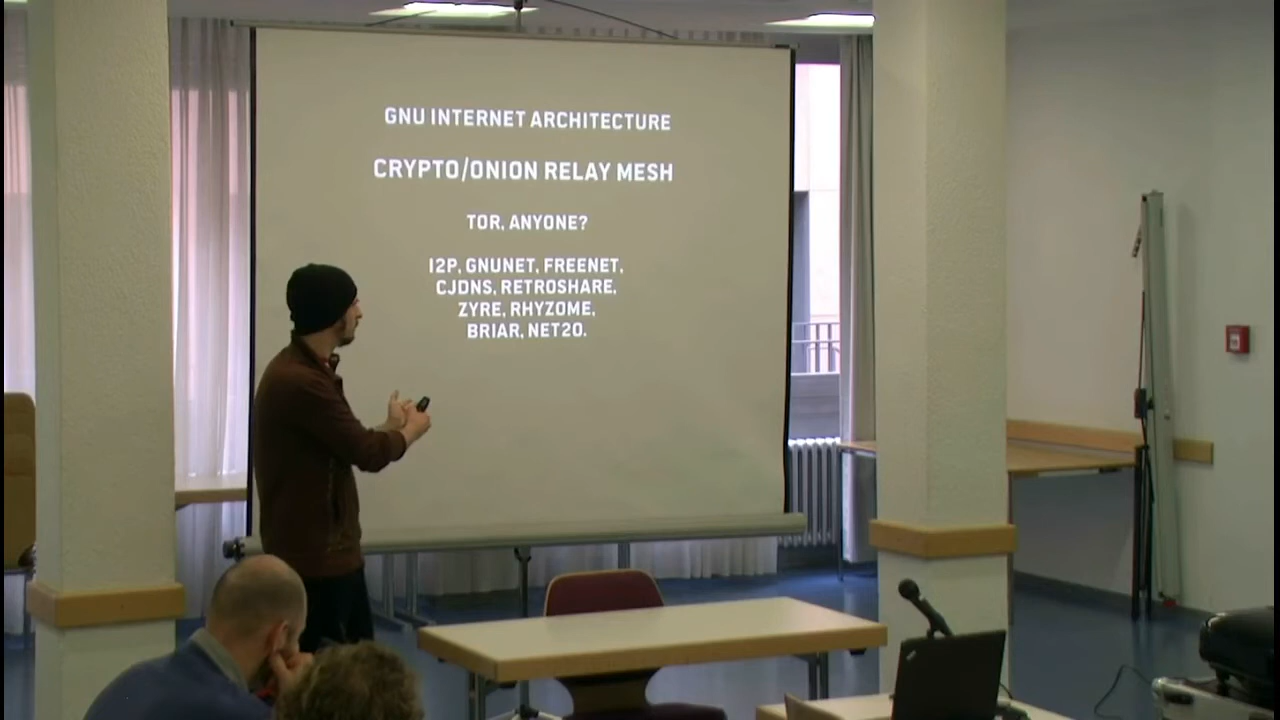 GNU INTERNET ARCHITECTURE
CRYPTO/ONION RELAY MESH
TOR, ANYONE?
I2P, GNUNET, FREENET,
CJDNS, RETROSHARE,
ZYRE, RHYZOME,
BRIAR, NET2O.